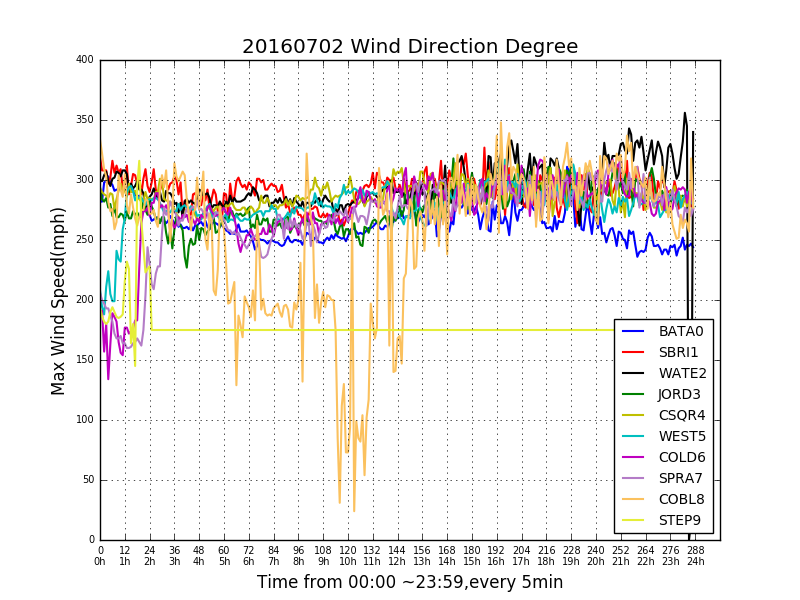 20160702 Wind Direction Degree
Max Wind Speed(mph)
400
350
300
250
200
150
100
50
0
BATA0
SBRI1
WATE2
JORD3
CSQR4
WEST5
COLD6
SPRA7
COBL8
STEP9
0 12 24 36 48 60 72 84 96 108 120 132 144 156 168 180 192 204 216 228 240 252 264 276 288
0h 1h 2h 3h 4h 5h 6h 7h 8h 9h 10h 11h 12h 13h 14h 15h 16h 17h 18h 19h 20h 21h 22h 23h 24h
Time from 00:00 ~23:59,every 5min